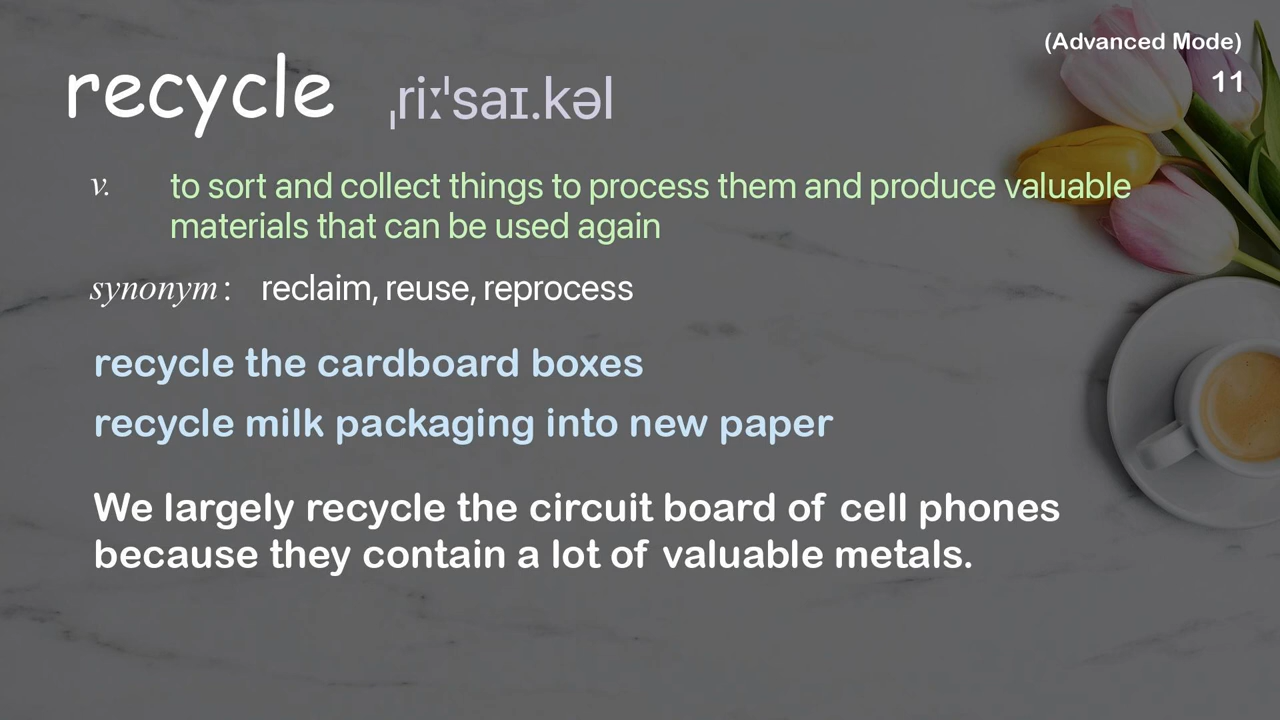 (Advanced Mode)
11
recycle ˌriːˈsaɪ.kəl
v. to sort and collect things to process them and produce valuable
materials that can be used again
synonym : reclaim, reuse, reprocess
recycle the cardboard boxes
recycle milk packaging into new paper
We largely recycle the circuit board of cell phones
because they contain a lot of valuable metals.